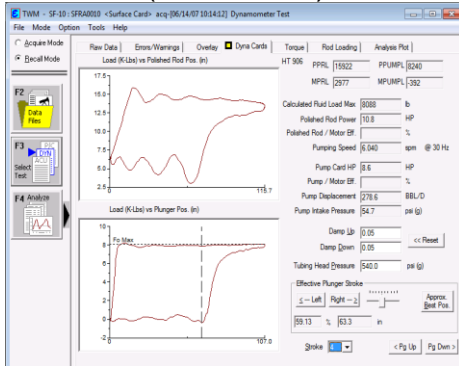 TWM - SF-10 : SFRA0010 <Surface Card> acq-[06/14/07 10:14:12] Dynamometer Test
File Mode Option Tools Help
Acquire Mode
Recall Mode
F2
Data
Files
F3
Select
Test
F4 Analyze
Raw Data Errors/Warnings Overlay Dyna Cards Torque Rod Loading Analysis Plot
Load (K-Lbs) vs Polished Rod Pos. (in)
17.5
15.0
12.5
10.0
7.5
5.0
2.5
0 115.7
Load (K-Lbs) vs Plunger Pos. (in)
10
8
6
4
2
0
-2
0 107.0
Fo Max
HT 906 PPRL 15922 PPUMPL 8240
MPRL 2977 MPUMPL -392
Calculated Fluid Load Max 8088 lb
Polished Rod Power 10.8 HP
Polished Rod / Motor Eff. %
Pumping Speed 6.040 spm @ 30 Hz
Pump Card HP 8.6 HP
Pump / Motor Eff. %
Pump Displacement 278.6 BBL/D
Pump Intake Pressure 54.7 psi (g)
Damp Up 0.05
Damp Down 0.05
<< Reset
Tubing Head Pressure 540.0 psi (g)
Effective Plunger Stroke
<-- Left Right -->
Approx.
Best Pos.
59.13 % 63.3 in
Stroke 4
< Pg Up Pg Dwn >